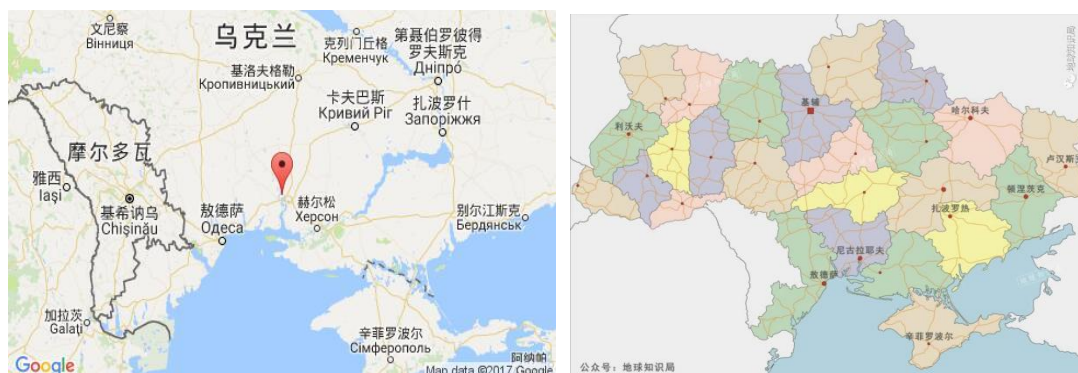 文尼察
Вінниця
乌克兰
克列门丘格
Кременчук
第聂伯罗彼得
罗夫斯克
Дніпро́
基洛夫格勒
Кропивницький
卡夫巴斯
Кривий Ріг
扎波罗什
Запоріжжя
摩尔多瓦
雅西
Iași
基希讷乌
Chișinău
敖德萨
Одеса
赫尔松
Херсон
别尔江斯克
Бердянськ
加拉茨
Galați
辛菲罗波尔
Сімферополь
阿纳帕
Google
Map data ©2017 Google
地球知识局
基辅
利沃夫
哈尔科夫
卢汉斯克
顿涅茨克
扎波罗热
尼古拉耶夫
敖德萨
辛菲罗波尔
公众号：地球知识局